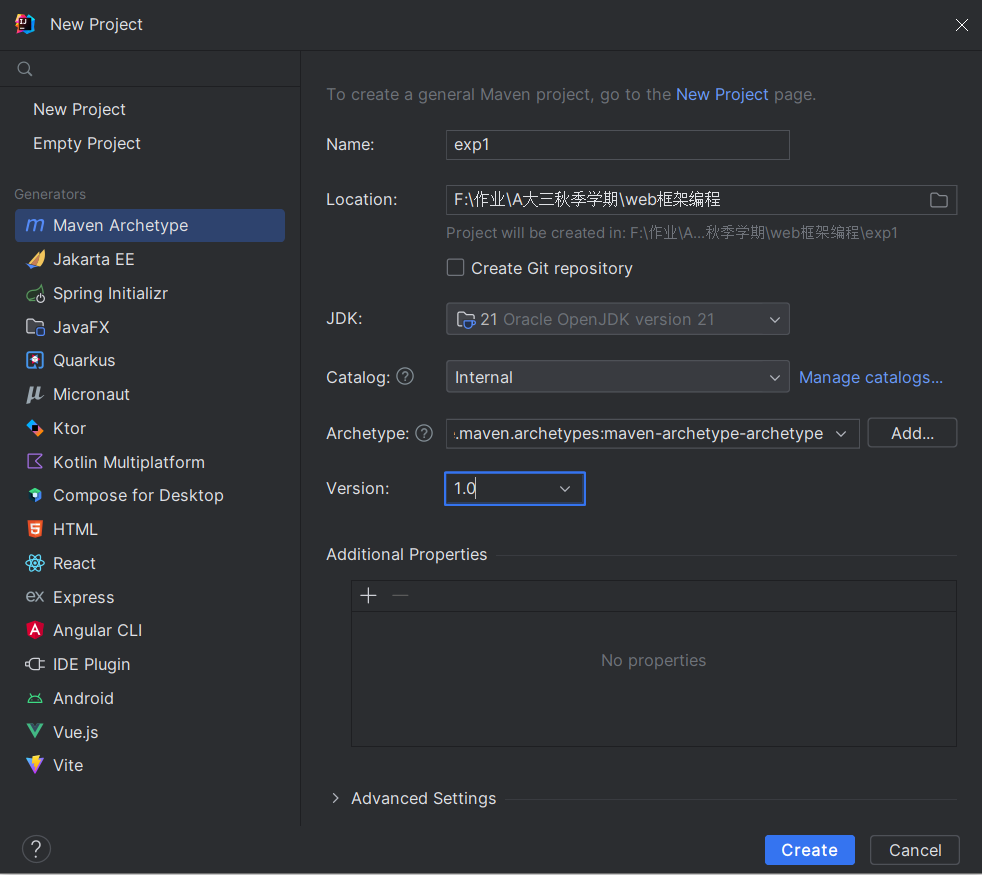 New Project
New Project
Empty Project
Generators
Maven Archetype
Jakarta EE
Spring Initializr
JavaFX
Quarkus
Micronaut
Ktor
Kotlin Multiplatform
Compose for Desktop
HTML
React
Express
Angular CLI
IDE Plugin
Android
Vue.js
Vite
To create a general Maven project, go to the New Project page.
Name: exp1
Location: F:\作业\A大三秋季学期\web框架编程
Project will be created in: F:\作业\A...秋季学期\web框架编程\exp1
Create Git repository
JDK: 21 Oracle OpenJDK version 21
Catalog: ? Internal Manage catalogs...
Archetype: ? .maven.archetypes:maven-archetype-archetype Add...
Version: 1.0
Additional Properties
No properties
Advanced Settings
? Create Cancel